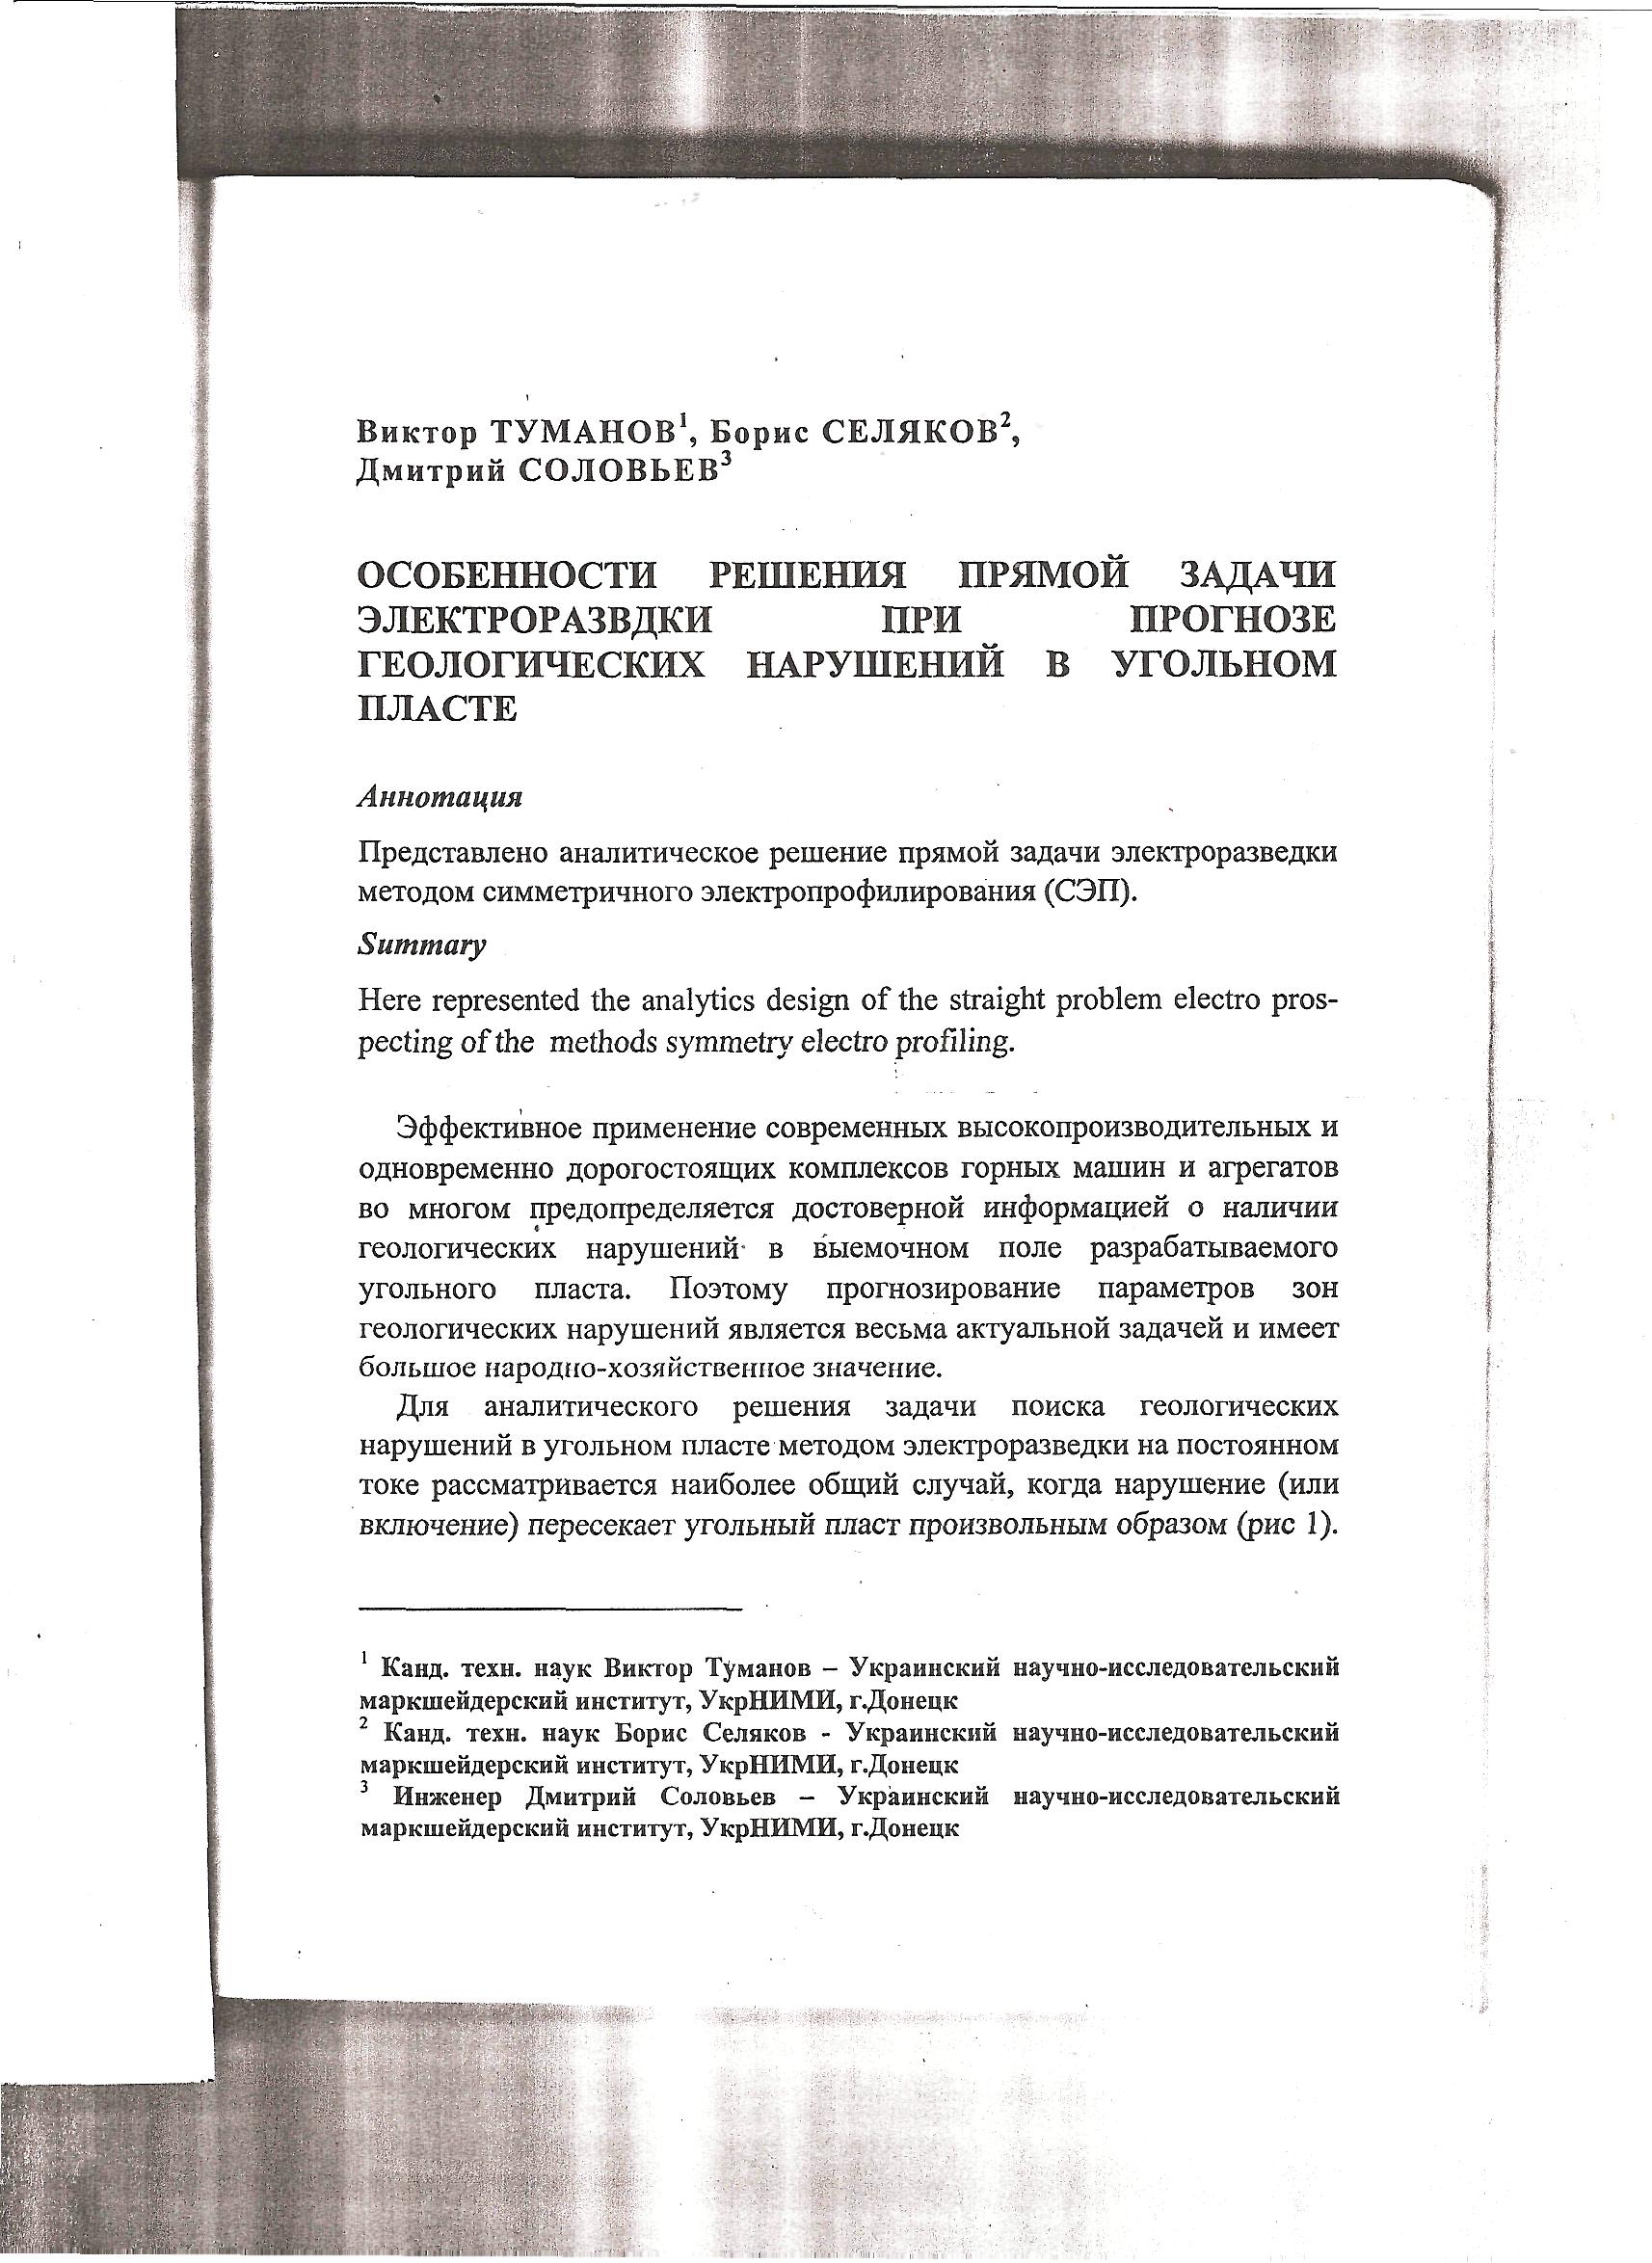 Виктор ТУМАНОВ¹, Борис СЕЛЯКОВ²,
Дмитрий СОЛОВЬЕВ³
ОСОБЕННОСТИ РЕШЕНИЯ ПРЯМОЙ ЗАДАЧИ
ЭЛЕКТРОРАЗВДКИ ПРИ ПРОГНОЗЕ
ГЕОЛОГИЧЕСКИХ НАРУШЕНИЙ В УГОЛЬНОМ
ПЛАСТЕ
Аннотация
Представлено аналитическое решение прямой задачи электроразведки
методом симметричного электропрофилирования (СЭП).
Summary
Here represented the analytics design of the straight problem electro pros-
pecting of the methods symmetry electro profiling.
Эффективное применение современных высокопроизводительных и
одновременно дорогостоящих комплексов горных машин и агрегатов
во многом предопределяется достоверной информацией о наличии
геологических нарушений в выемочном поле разрабатываемого
угольного пласта. Поэтому прогнозирование параметров зон
геологических нарушений является весьма актуальной задачей и имеет
большое народно-хозяйственное значение.
Для аналитического решения задачи поиска геологических
нарушений в угольном пласте методом электроразведки на постоянном
токе рассматривается наиболее общий случай, когда нарушение (или
включение) пересекает угольный пласт произвольным образом (рис 1).
¹ Канд. техн. наук Виктор Туманов – Украинский научно-исследовательский
маркшейдерский институт, УкрНИМИ, г.Донецк
² Канд. техн. наук Борис Селяков - Украинский научно-исследовательский
маркшейдерский институт, УкрНИМИ, г.Донецк
³ Инженер Дмитрий Соловьев – Украинский научно-исследовательский
маркшейдерский институт, УкрНИМИ, г.Донецк